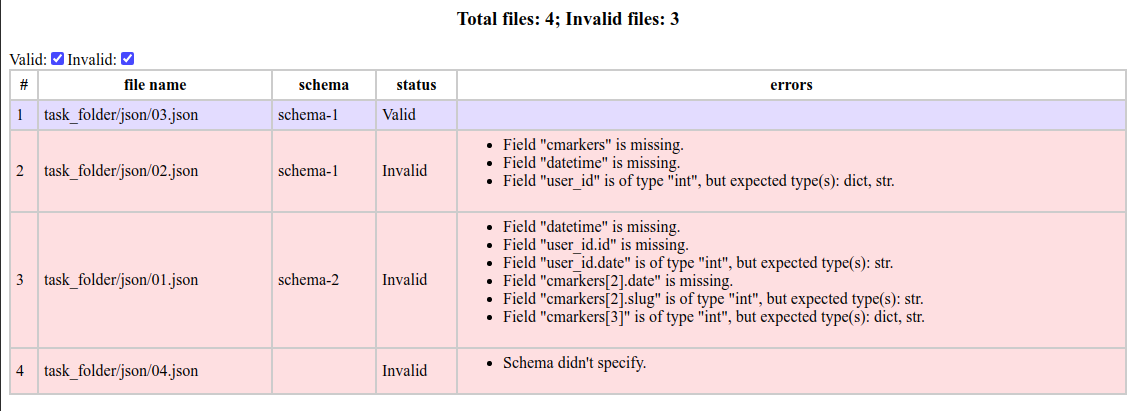 Total files: 4; Invalid files: 3
Valid: Invalid:
# file name schema status errors
1 task_folder/json/03.json schema-1 Valid
2 task_folder/json/02.json schema-1 Invalid
• Field "cmarkers" is missing.
• Field "datetime" is missing.
• Field "user_id" is of type "int", but expected type(s): dict, str.
3 task_folder/json/01.json schema-2 Invalid
• Field "datetime" is missing.
• Field "user_id.id" is missing.
• Field "user_id.date" is of type "int", but expected type(s): str.
• Field "cmarkers[2].date" is missing.
• Field "cmarkers[2].slug" is of type "int", but expected type(s): str.
• Field "cmarkers[3]" is of type "int", but expected type(s): dict, str.
4 task_folder/json/04.json Invalid
• Schema didn't specify.